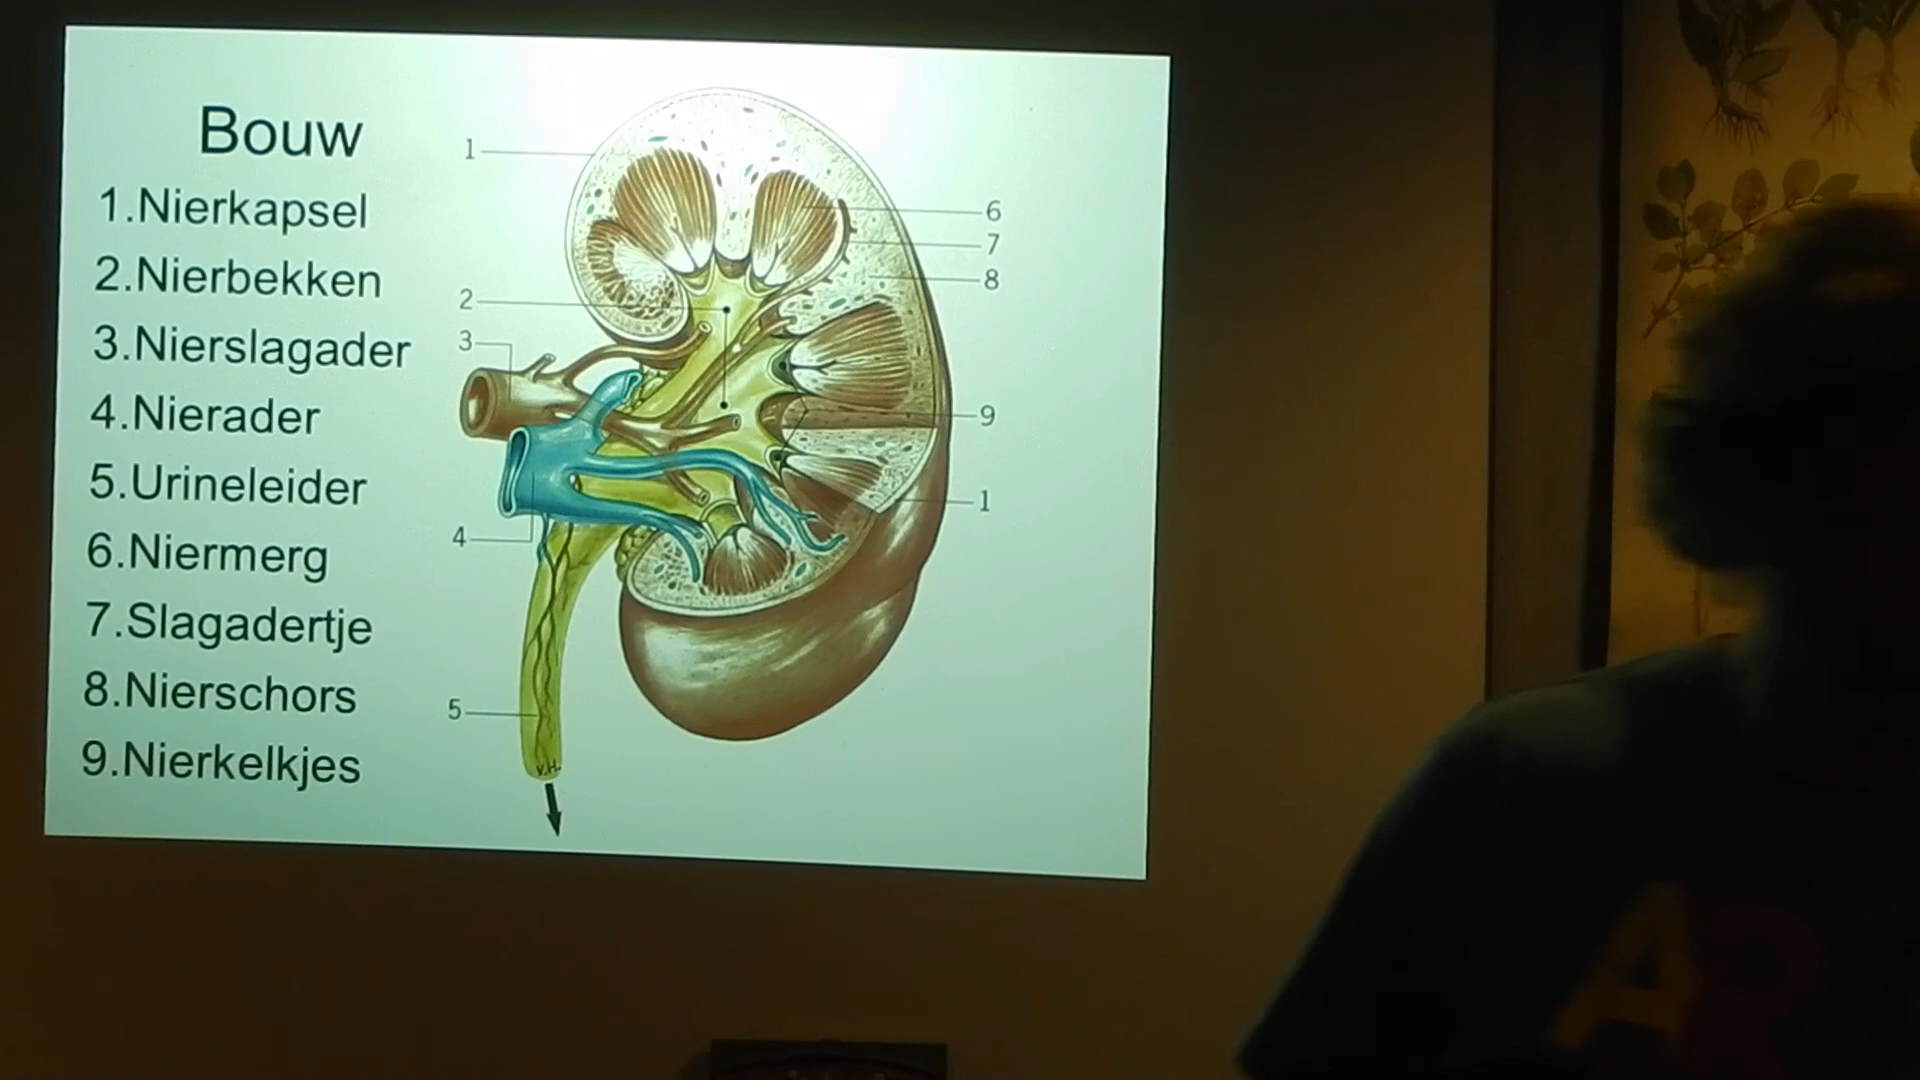 Bouw
1.Nierkapsel
2.Nierbekken
3.Nierslagader
4.Nierader
5.Urineleider
6.Niermerg
7.Slagadertje
8.Nierschors
9.Nierkelkjes
1
2
3
4
5
6
7
8
9
1
V.H.